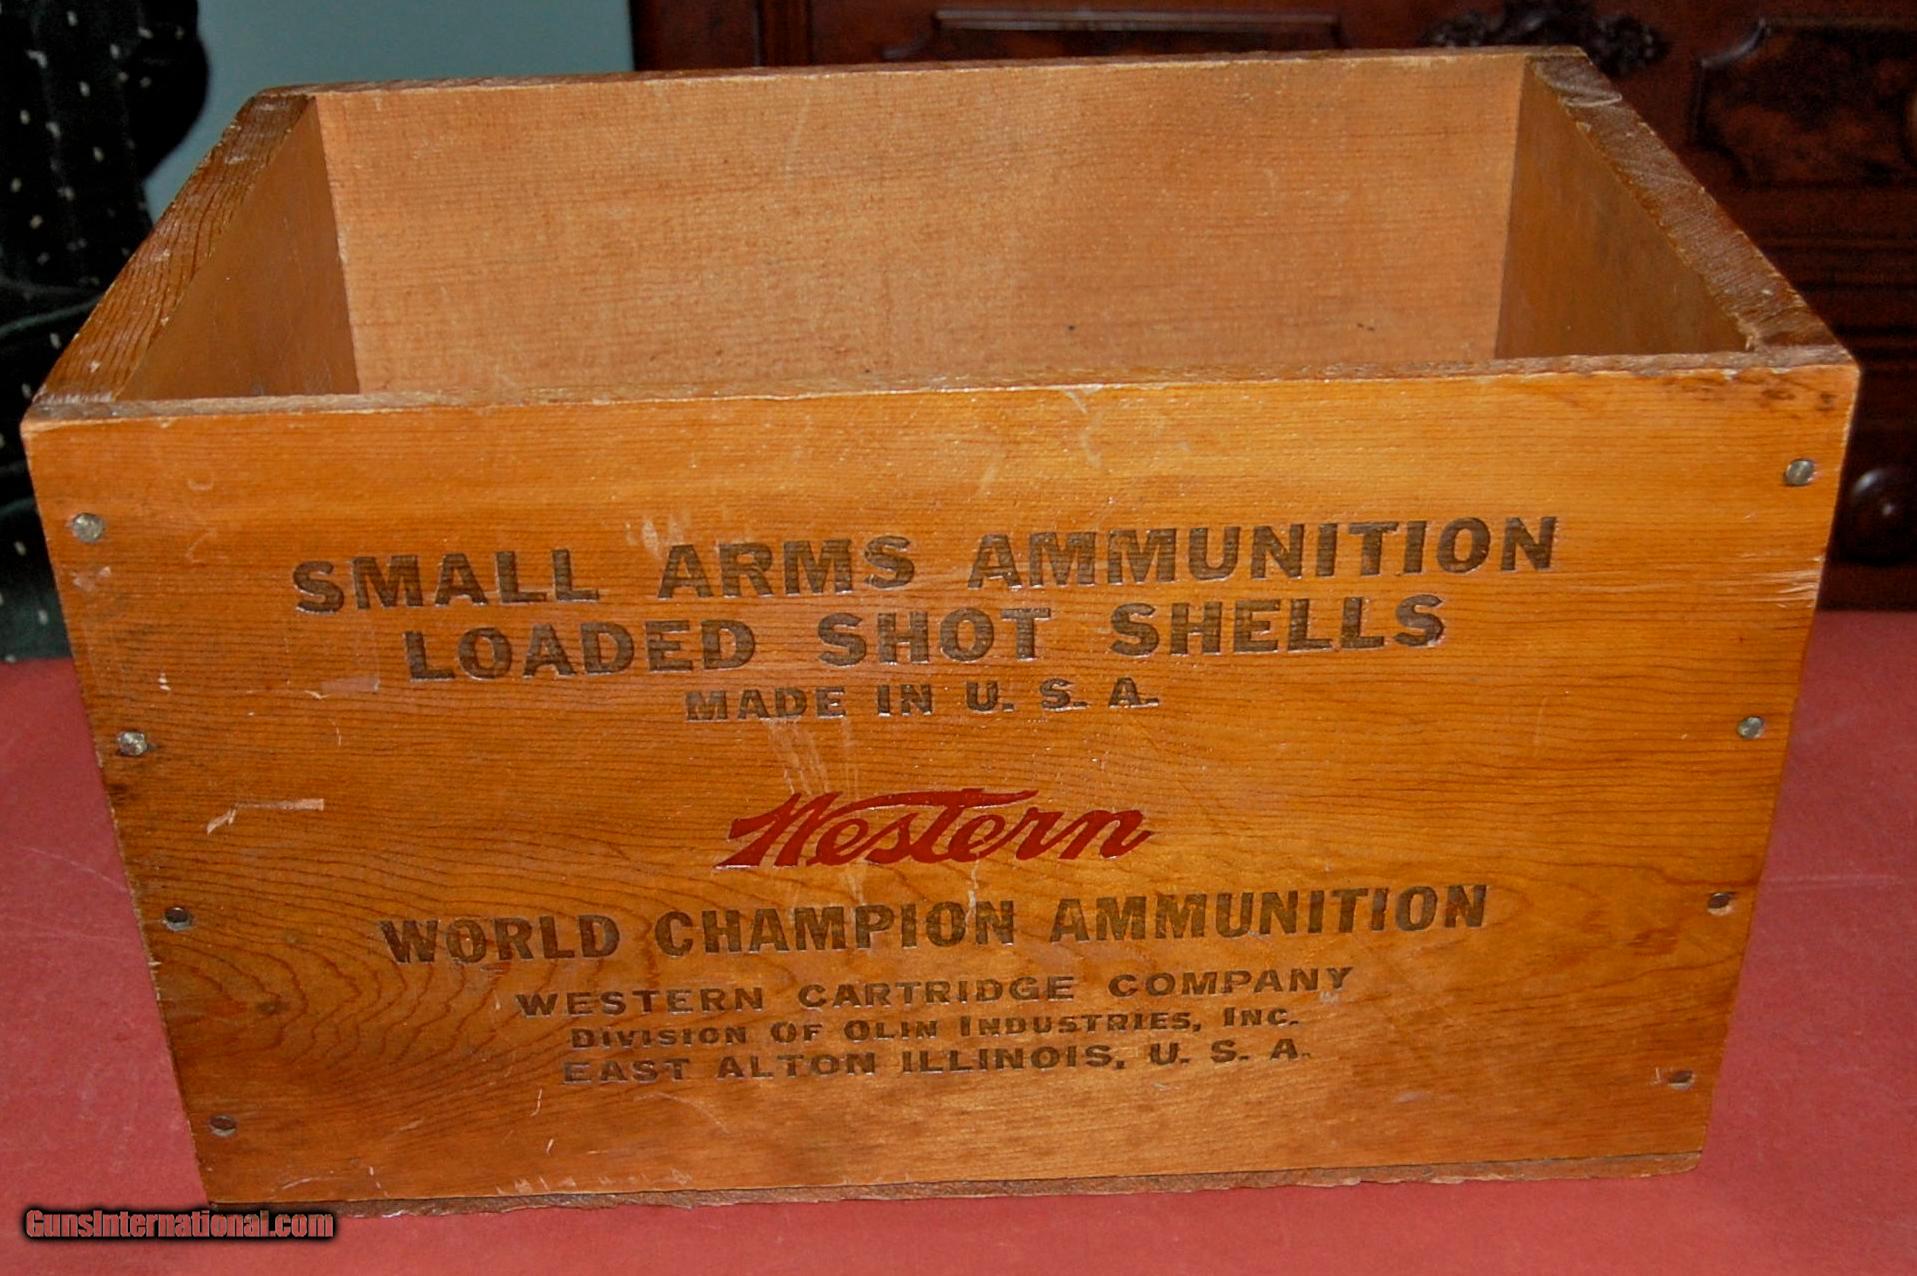 SMALL ARMS AMMUNITION
LOADED SHOT SHELLS
MADE IN U. S. A.
Western
WORLD CHAMPION AMMUNITION
WESTERN CARTRIDGE COMPANY
DIVISION OF OLIN INDUSTRIES, INC.
EAST ALTON ILLINOIS, U. S. A.
GunsInternational.com